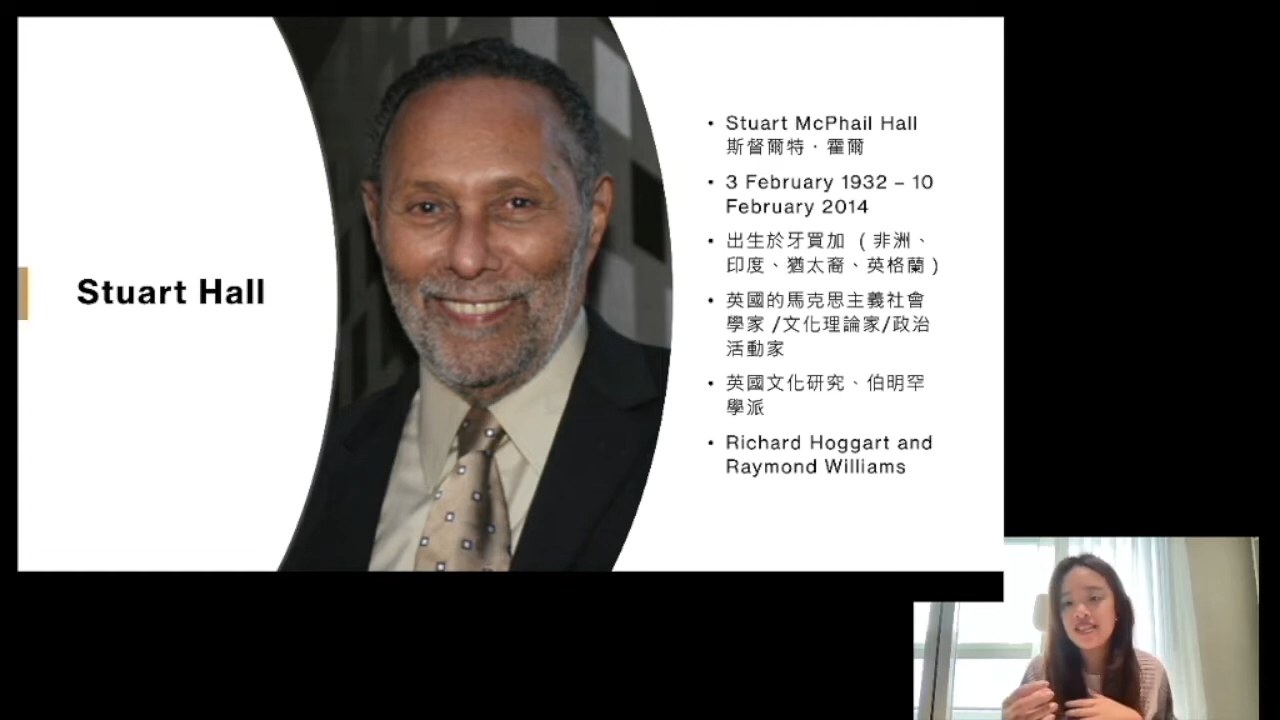 Stuart Hall
• Stuart McPhail Hall
斯督爾特·霍爾
• 3 February 1932 – 10
February 2014
• 出生於牙買加 (非洲、
印度、猶太裔、英格蘭)
• 英國的馬克思主義社會
學家 /文化理論家/政治
活動家
• 英國文化研究、伯明罕
學派
• Richard Hoggart and
Raymond Williams